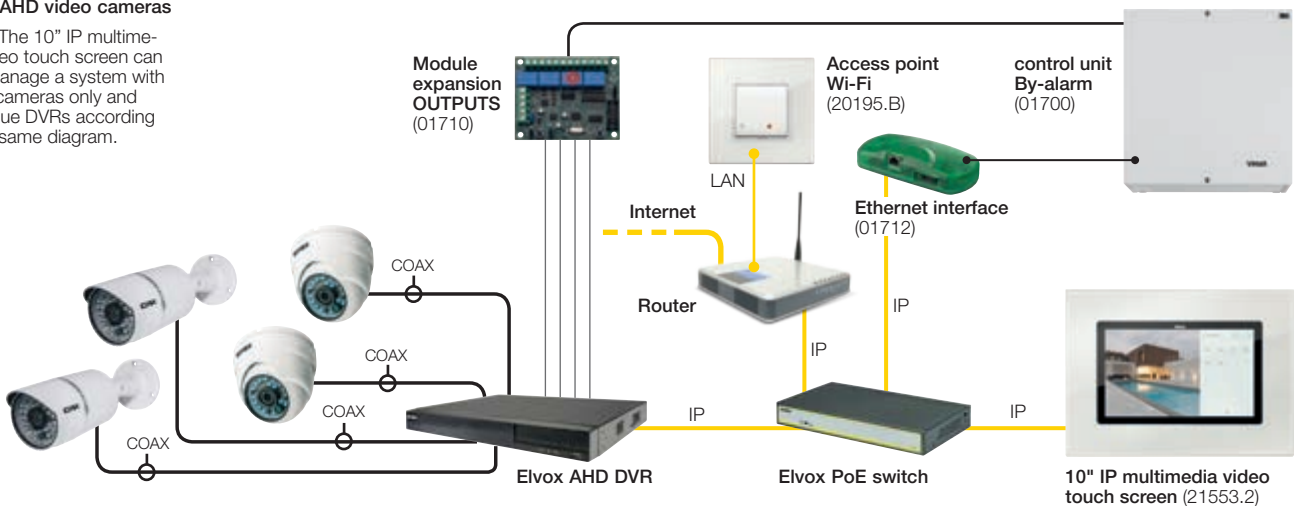 AHD video cameras
The 10” IP multime-
eo touch screen can
anage a system with
cameras only and
ue DVRs according
same diagram.
Module
expansion
OUTPUTS
(01710)
Access point
Wi-Fi
(20195.B)
control unit
By-alarm
(01700)
LAN
Internet
Ethernet interface
(01712)
Router
COAX
COAX
COAX
COAX
IP
IP
IP
IP
Elvox AHD DVR
Elvox PoE switch
10" IP multimedia video
touch screen (21553.2)